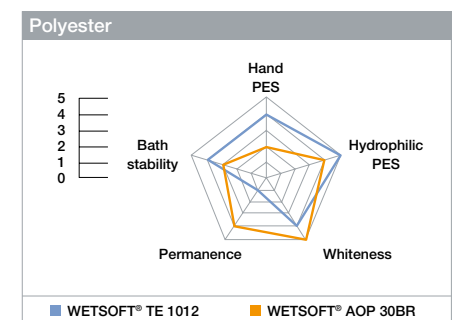 Polyester
Hand
PES
5
4
3
2
1
0
Bath
stability
Hydrophilic
PES
Permanence
Whiteness
WETSOFT® TE 1012
WETSOFT® AOP 30BR